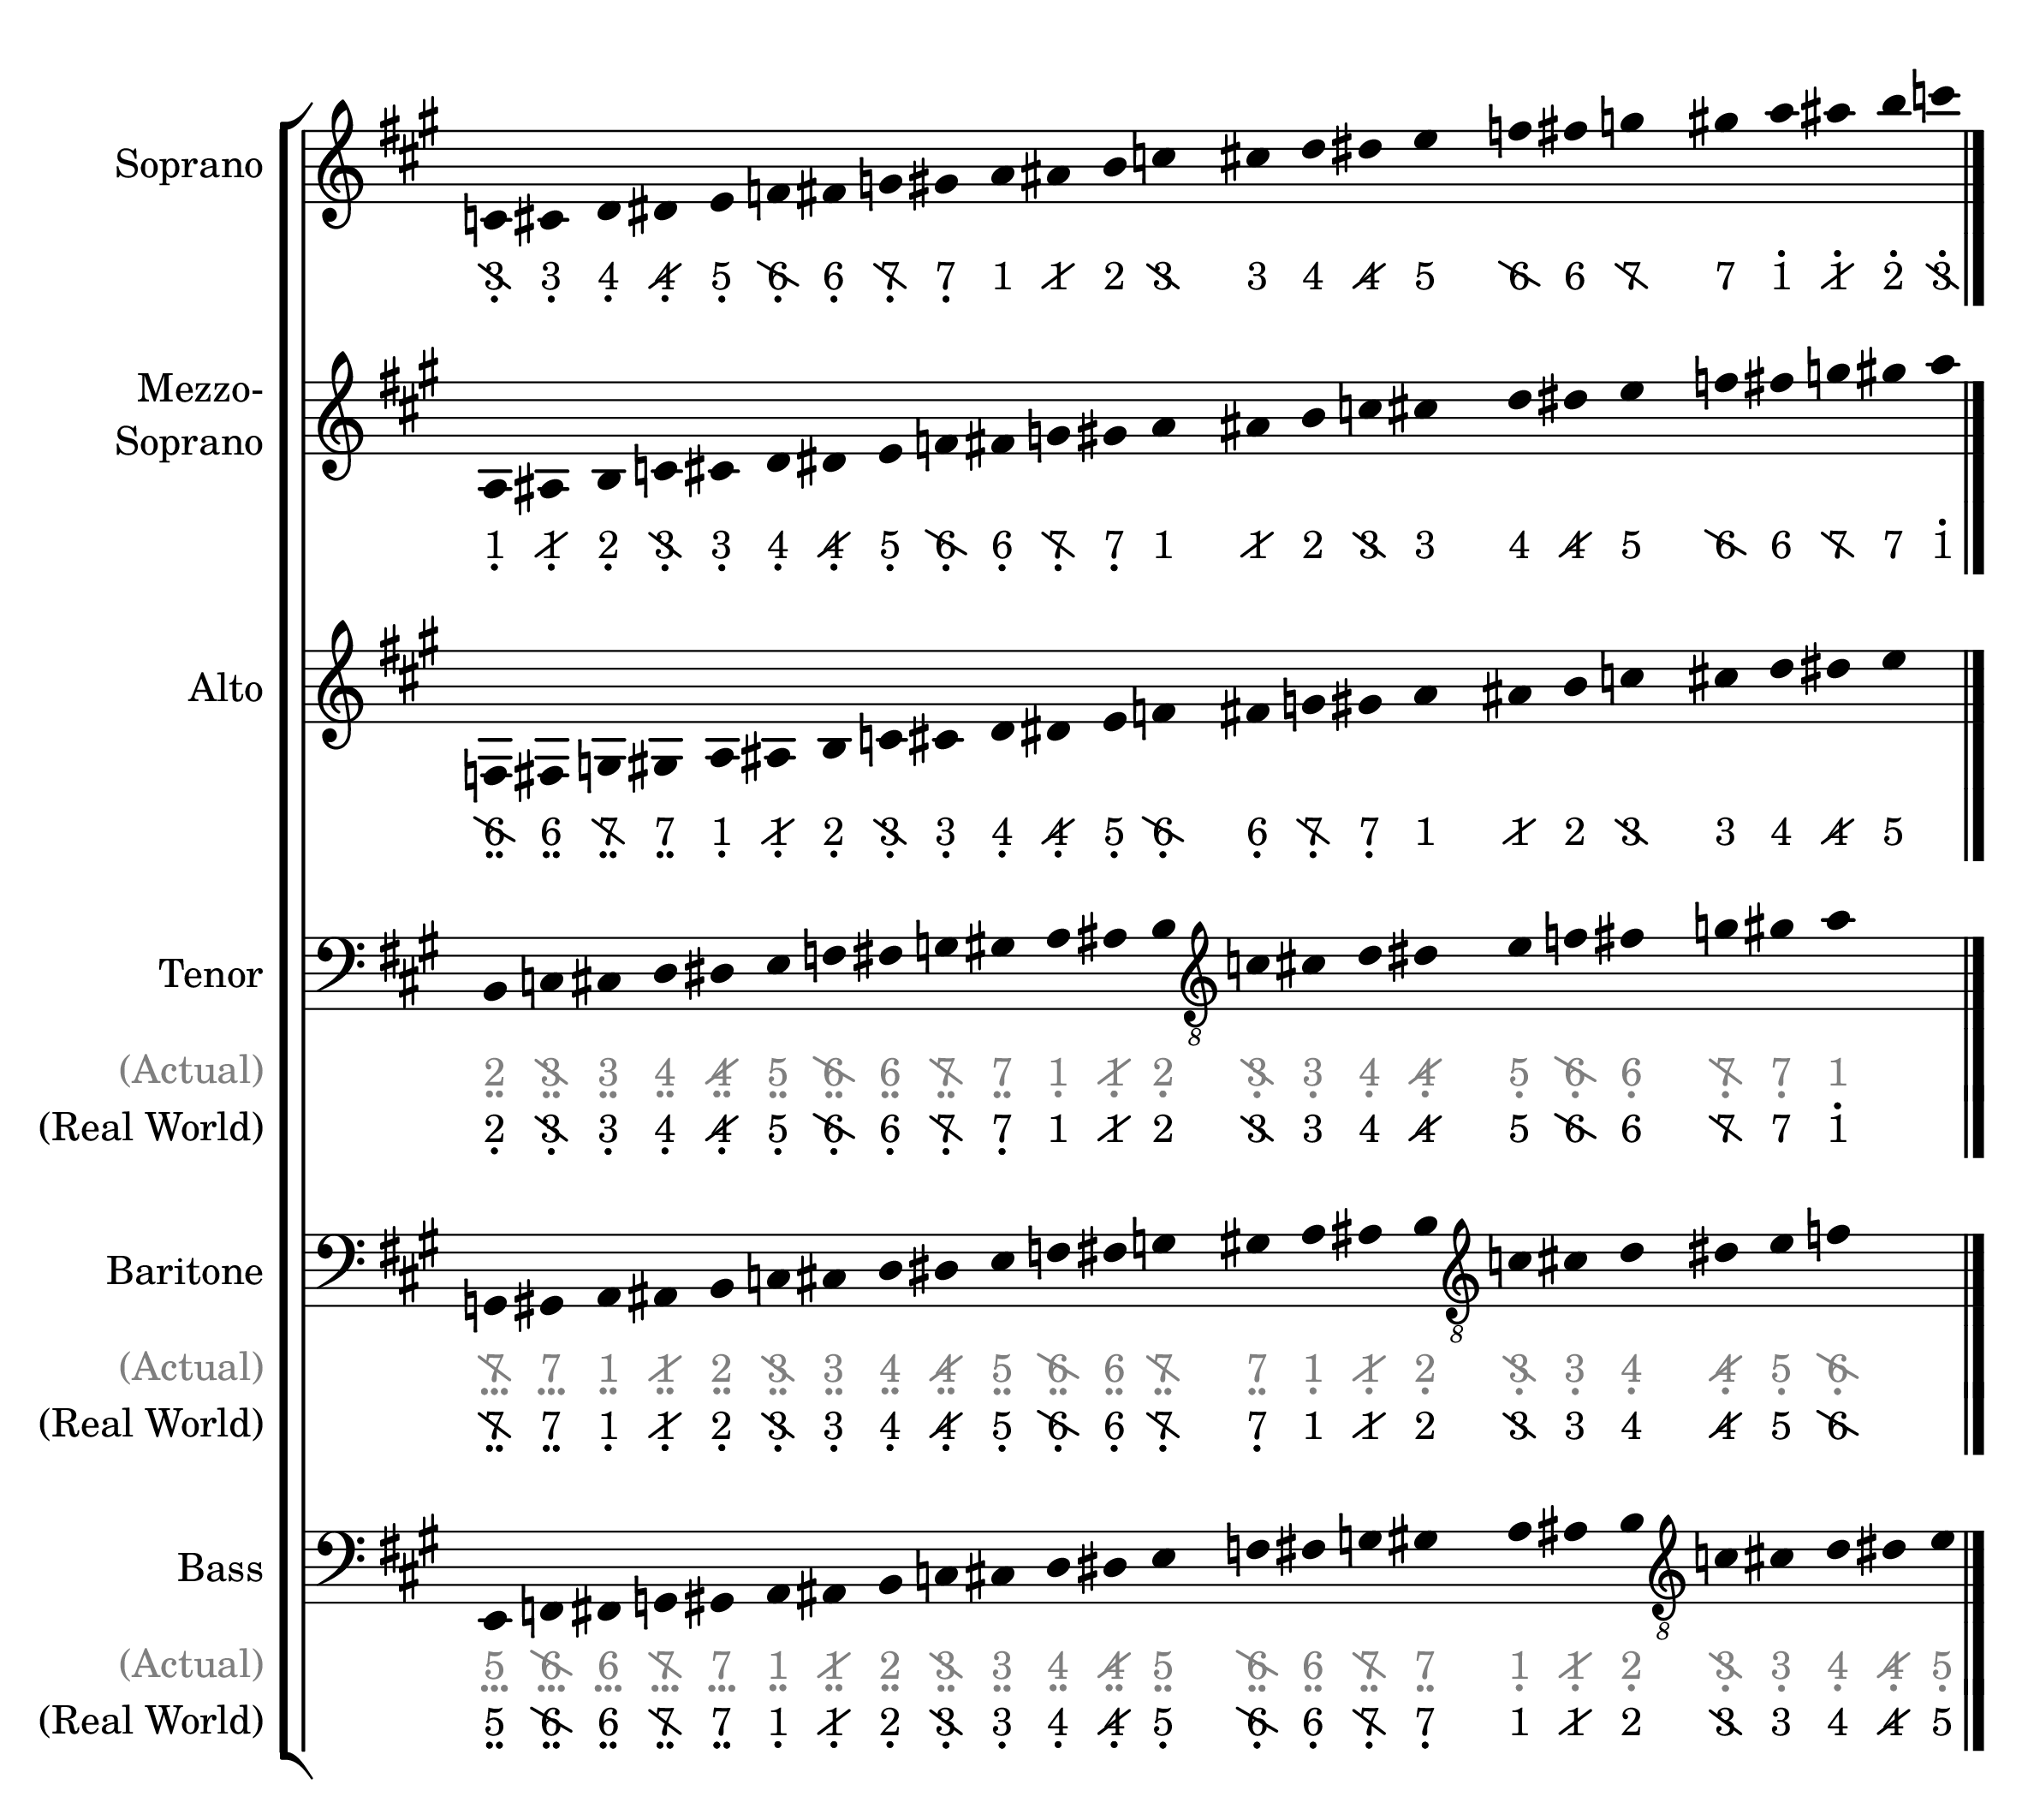 Soprano
3 3 4 4 5 6 6 7 7 1 1 2 3 3 4 4 5 6 6 7 7 1 1 2 3
Mezzo-
Soprano
1 1 2 3 3 4 4 5 6 6 7 7 1 1 2 3 3 4 4 5 6 6 7 7 1
Alto
6 6 7 7 1 1 2 3 3 4 4 5 6 6 7 7 1 1 2 3 3 4 4 5
Tenor
8
(Actual) 2 3 3 4 4 5 6 6 7 7 1 1 2 3 3 4 4 5 6 6 7 7 1
(Real World) 2 3 3 4 4 5 6 6 7 7 1 1 2 3 3 4 4 5 6 6 7 7 1
Baritone
8
(Actual) 7 7 1 1 2 3 3 4 4 5 6 6 7 7 1 1 2 3 3 4 4 5 6
(Real World) 7 7 1 1 2 3 3 4 4 5 6 6 7 7 1 1 2 3 3 4 4 5 6
Bass
8
(Actual) 5 6 6 7 7 1 1 2 3 3 4 4 5 6 6 7 7 1 1 2 3 3 4 4 5
(Real World) 5 6 6 7 7 1 1 2 3 3 4 4 5 6 6 7 7 1 1 2 3 3 4 4 5